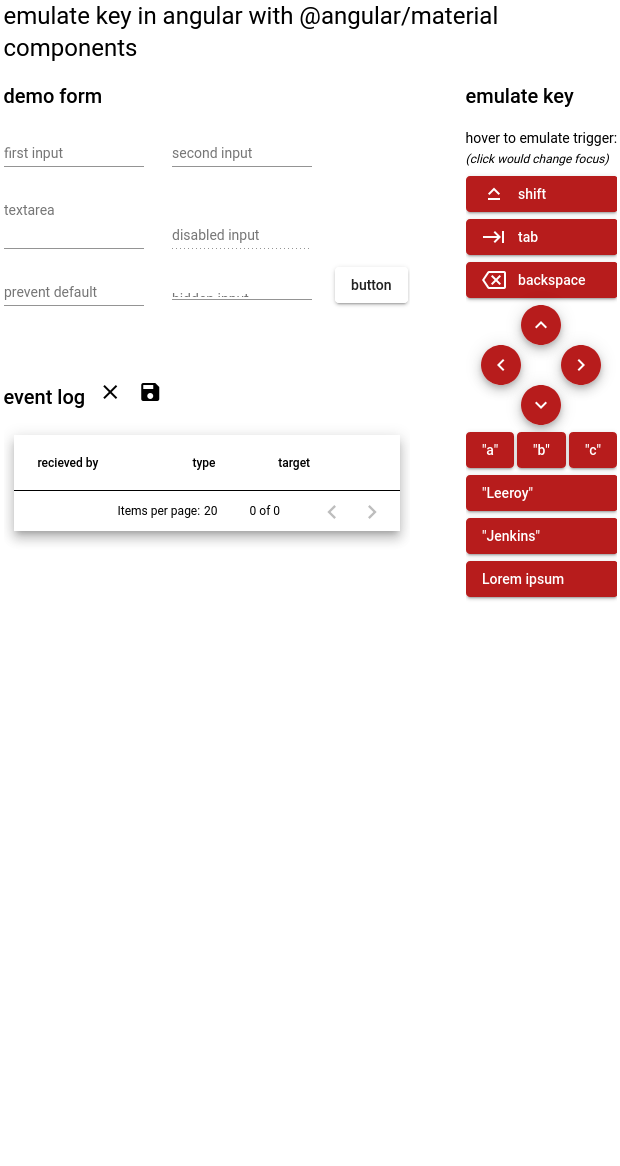 emulate key in angular with @angular/material
components
demo form
first input
second input
textarea
disabled input
prevent default
hidden input
button
event log
recieved by
type
target
Items per page: 20
0 of 0
emulate key
hover to emulate trigger:
(click would change focus)
shift
tab
backspace
"a"
"b"
"c"
"Leeroy"
"Jenkins"
Lorem ipsum